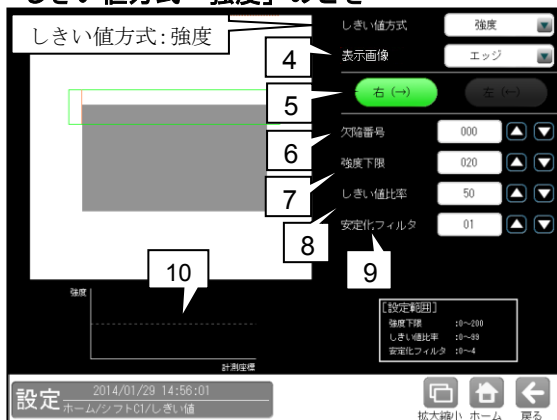 しきい値方式「強度」のとき
しきい値方式:強度
しきい値方式 強度
4 表示画像 エッジ
5 右 (→) 左 (←)
6 欠陥番号 000
7 強度下限 020
8 しきい値比率 50
9 安定化フィルタ 01
10
強度
計測座標
[設定範囲]
強度下限 :0~200
しきい値比率 :0~99
安定化フィルタ :0~4
設定 2014/01/29 14:56:01
ホーム/シフトC1/しきい値
拡大縮小 ホーム 戻る